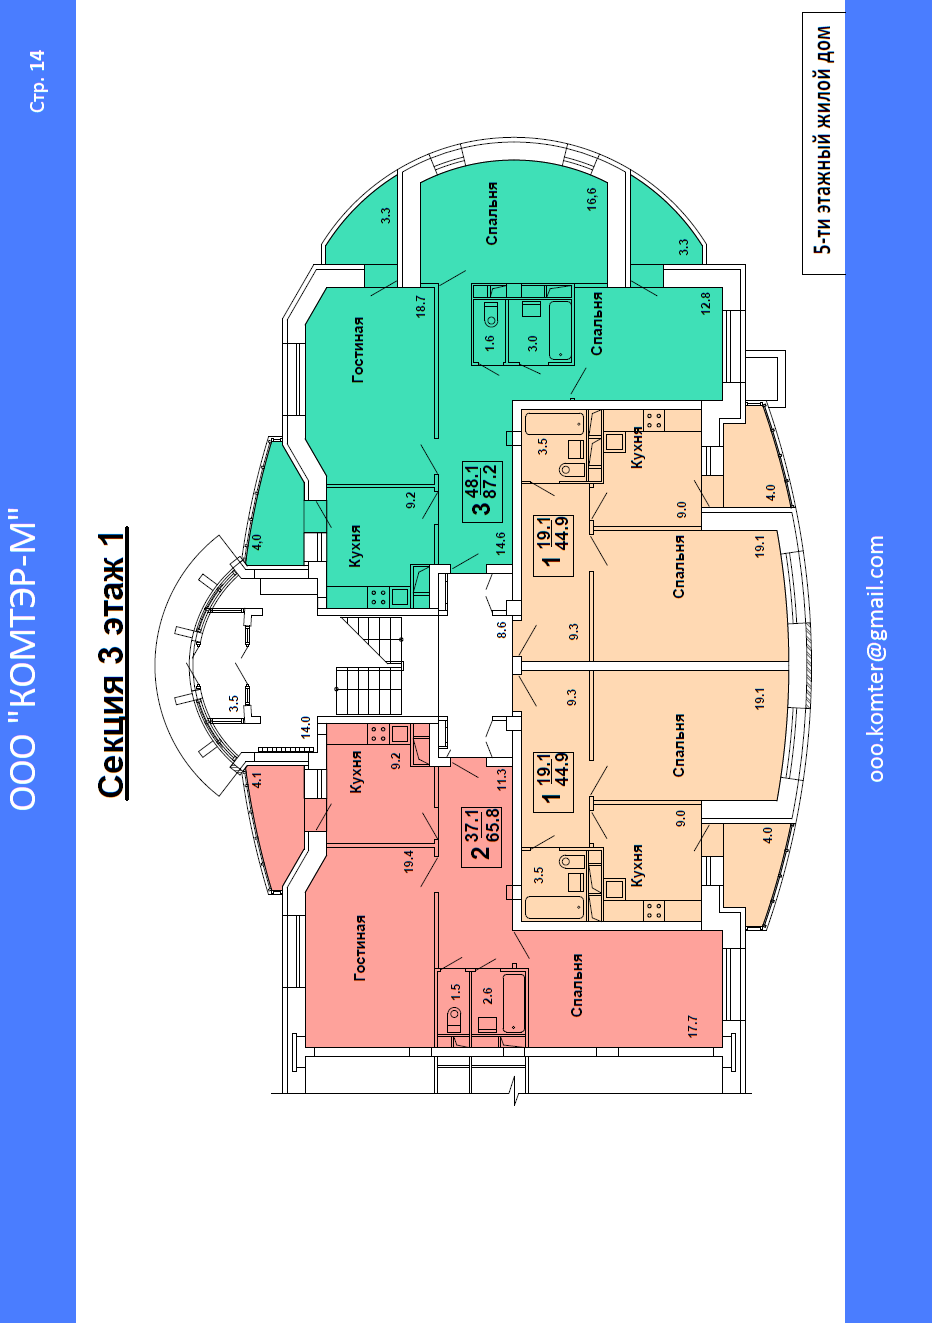 Стр. 14
ООО "КОМТЭР-М"
Секция 3 этаж 1
5-ти этажный жилой дом
ooo.komter@gmail.com
3.5
14.0
8.6
4.1
Кухня
9.2
Гостиная
19.4
2 37.1
65.8
11.3
1.5
2.6
Спальня
17.7
4,0
Кухня
9.2
Гостиная
18.7
3 48.1
87.2
14.6
1.6
3.0
Спальня
16,6
3.3
3.3
Спальня
12.8
3.5
Кухня
9.0
4.0
1 19.1
44.9
9.3
Спальня
19.1
9.3
1 19.1
44.9
Спальня
19.1
3.5
Кухня
9.0
4.0